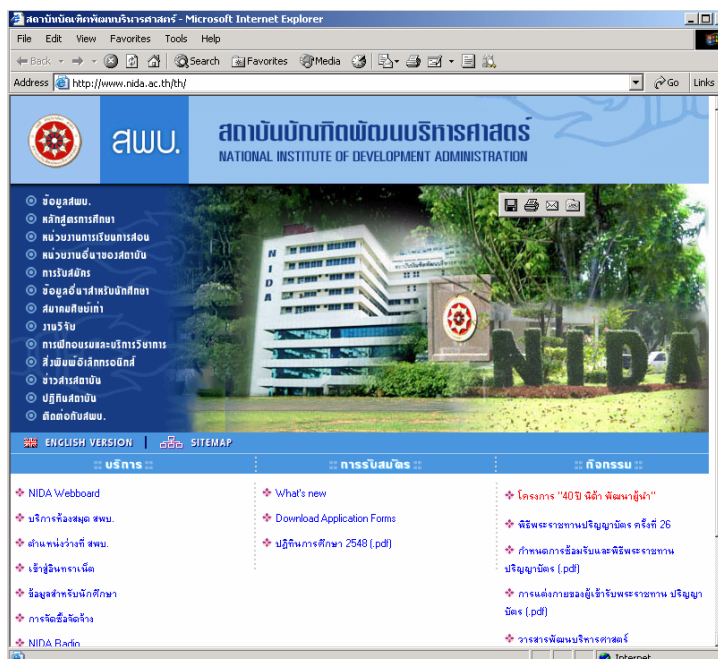 สถาบันบัณฑิตพัฒนบริหารศาสตร์ - Microsoft Internet Explorer
File Edit View Favorites Tools Help
Back Search Favorites Media
Address http://www.nida.ac.th/th/ Go Links
สพบ.
สถาบันบัณฑิตพัฒนบริหารศาสตร์
NATIONAL INSTITUTE OF DEVELOPMENT ADMINISTRATION
ข้อมูลสพบ.
หลักสูตรการศึกษา
หน่วยงานการเรียนการสอน
หน่วยงานอื่นๆของสถาบัน
การรับสมัคร
ข้อมูลอื่นๆสำหรับนักศึกษา
สมาคมศิษย์เก่า
งานวิจัย
การฝึกอบรมและบริการวิชาการ
สิ่งพิมพ์อิเล็กทรอนิกส์
ข่าวสารสถาบัน
ปฏิทินสถาบัน
ติดต่อกับสพบ.
NIDA
NIDA
ENGLISH VERSION | SITEMAP
:: บริการ ::
NIDA Webboard
บริการห้องสมุด สพบ.
ตำแหน่งว่างที่ สพบ.
เข้าสู่อินทราเน็ต
ข้อมูลสำหรับนักศึกษา
การจัดซื้อจัดจ้าง
NIDA Radio
:: การรับสมัคร ::
What's new
Download Application Forms
ปฏิทินการศึกษา 2548 (.pdf)
:: กิจกรรม ::
โครงการ "40 ปี นิด้า พัฒนาผู้นำ"
พิธีพระราชทานปริญญาบัตร ครั้งที่ 26
กำหนดการซ้อมรับและพิธีพระราชทาน
ปริญญาบัตร (.pdf)
การแต่งกายของผู้เข้ารับพระราชทาน ปริญญา
บัตร (.pdf)
วารสารพัฒนบริหารศาสตร์
Internet